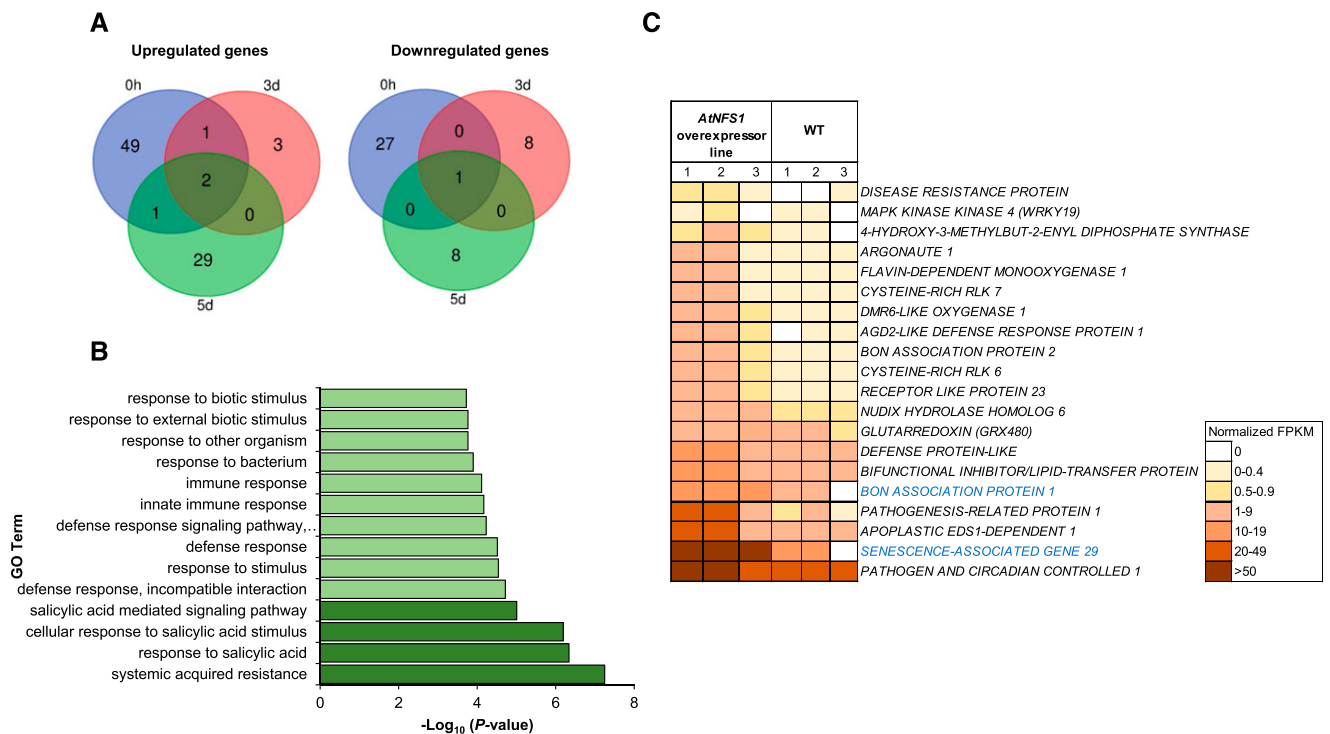 A
Upregulated genes
0h
3d
49
1
3
2
1
0
29
5d
Downregulated genes
0h
3d
27
0
8
1
0
0
8
5d
B
GO Term
response to biotic stimulus
response to external biotic stimulus
response to other organism
response to bacterium
immune response
innate immune response
defense response signaling pathway,..
defense response
response to stimulus
defense response, incompatible interaction
salicylic acid mediated signaling pathway
cellular response to salicylic acid stimulus
response to salicylic acid
systemic acquired resistance
0 2 4 6 8
-Log10 (P-value)
C
AtNFS1
overexpressor
line
WT
1 2 3 1 2 3
DISEASE RESISTANCE PROTEIN
MAPK KINASE KINASE 4 (WRKY19)
4-HYDROXY-3-METHYLBUT-2-ENYL DIPHOSPHATE SYNTHASE
ARGONAUTE 1
FLAVIN-DEPENDENT MONOOXYGENASE 1
CYSTEINE-RICH RLK 7
DMR6-LIKE OXYGENASE 1
AGD2-LIKE DEFENSE RESPONSE PROTEIN 1
BON ASSOCIATION PROTEIN 2
CYSTEINE-RICH RLK 6
RECEPTOR LIKE PROTEIN 23
NUDIX HYDROLASE HOMOLOG 6
GLUTARREDOXIN (GRX480)
DEFENSE PROTEIN-LIKE
BIFUNCTIONAL INHIBITOR/LIPID-TRANSFER PROTEIN
BON ASSOCIATION PROTEIN 1
PATHOGENESIS-RELATED PROTEIN 1
APOPLASTIC EDS1-DEPENDENT 1
SENESCENCE-ASSOCIATED GENE 29
PATHOGEN AND CIRCADIAN CONTROLLED 1
Normalized FPKM
0
0-0.4
0.5-0.9
1-9
10-19
20-49
>50